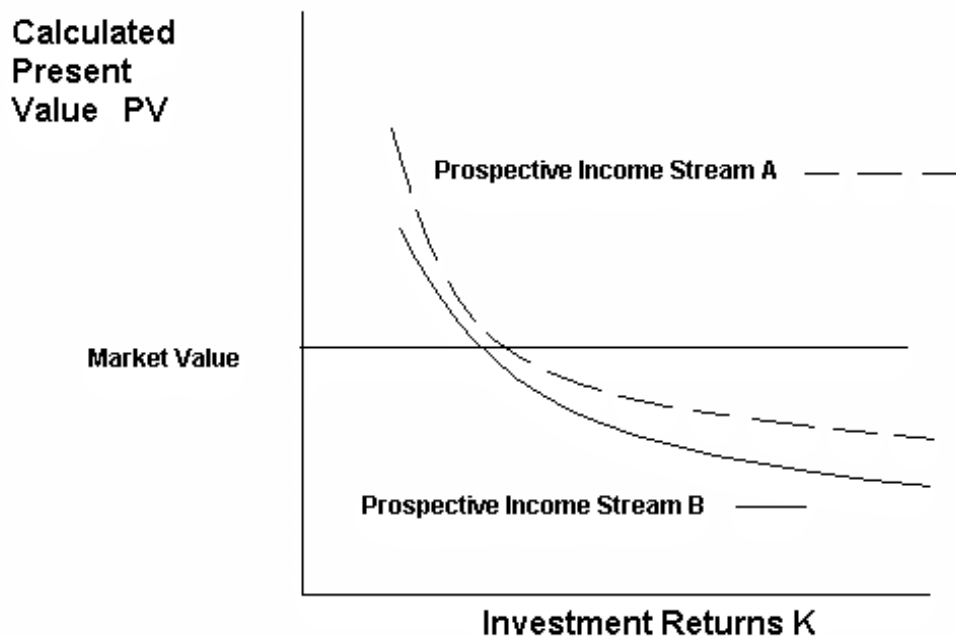 Calculated
Present
Value PV
Prospective Income Stream A
Market Value
Prospective Income Stream B
Investment Returns K